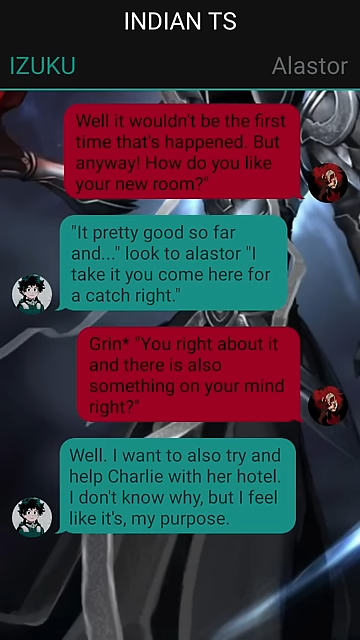 INDIAN TS
IZUKU
Alastor
Well it wouldn't be the first
time that's happened. But
anyway! How do you like
your new room?"
"It pretty good so far
and..." look to alastor "I
take it you come here for
a catch right."
Grin* "You right about it
and there is also
something on your mind
right?"
Well. I want to also try and
help Charlie with her hotel.
I don't know why, but I feel
like it's, my purpose.